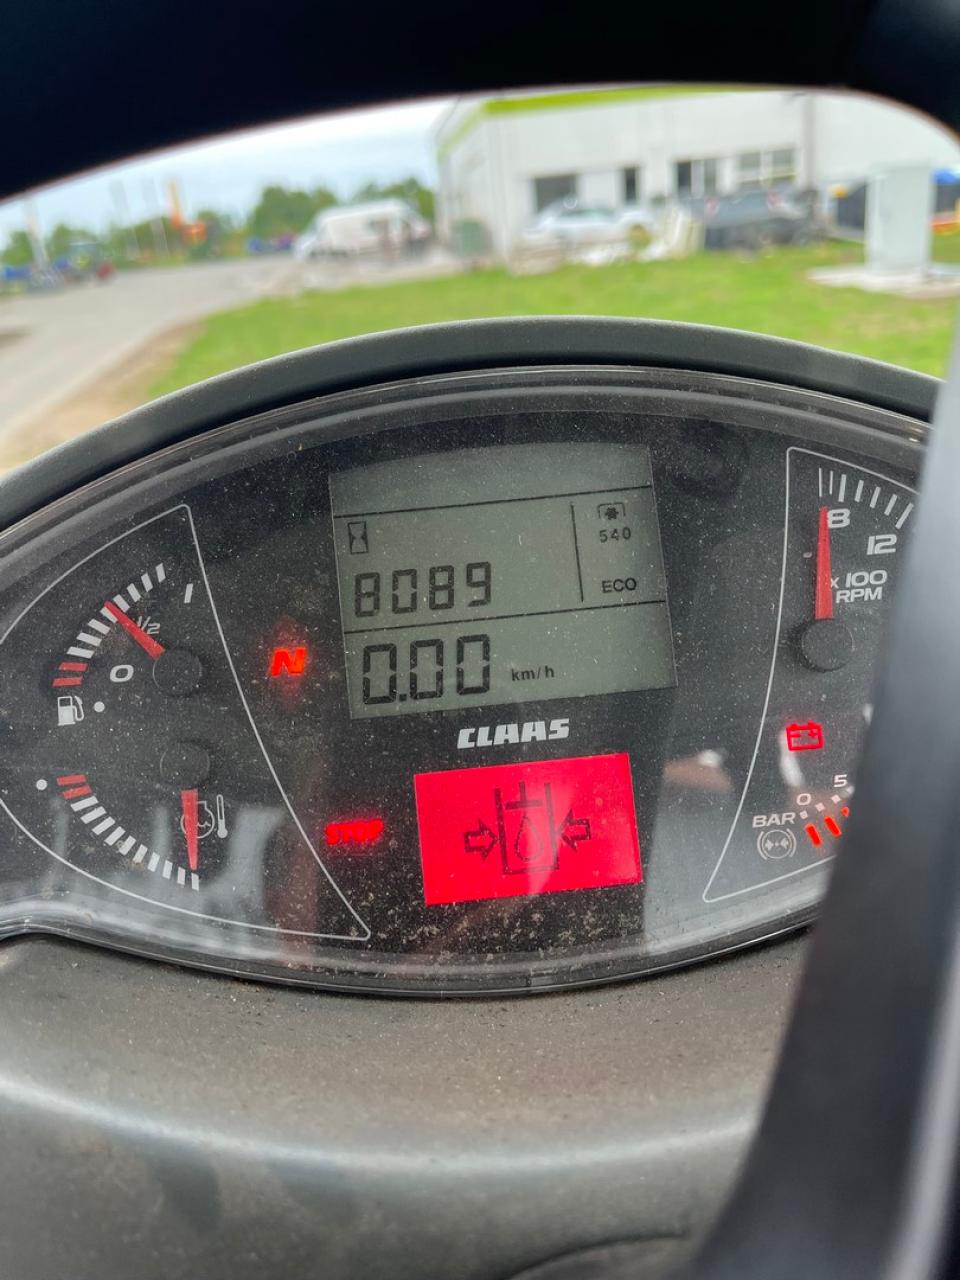 540
8089
ECO
0.00 km/h
CLAAS
1
1/2
0
N
STOP
8
12
x 100
RPM
0 5
BAR